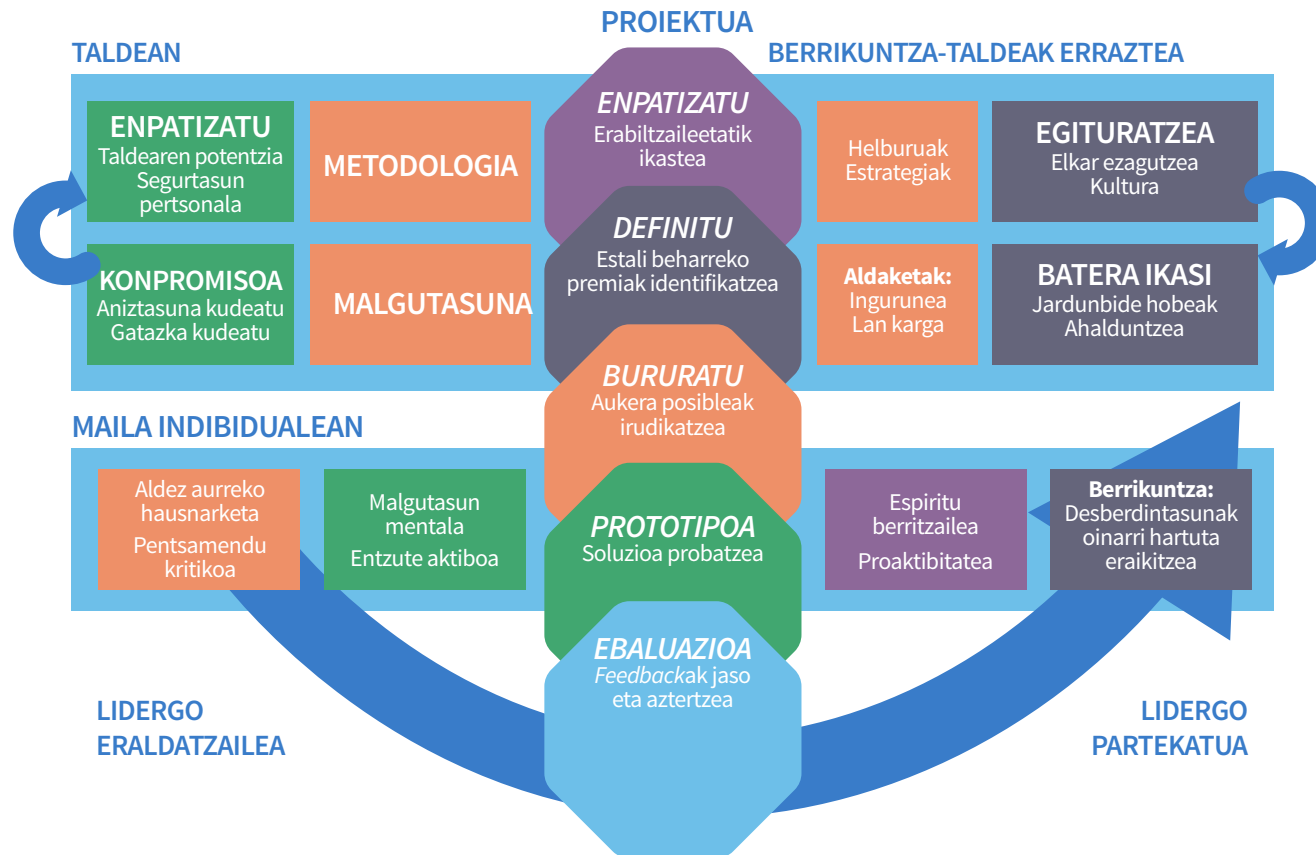 PROIEKTUA
TALDEAN
BERRIKUNTZA-TALDEAK ERRAZTEA
ENPATIZATU
Taldearen potentzia
Segurtasun
pertsonala
METODOLOGIA
KONPROMISOA
Aniztasuna kudeatu
Gatazka kudeatu
MALGUTASUNA
ENPATIZATU
Erabiltzaileetatik
ikastea
DEFINITU
Estali beharreko
premiak identifikatzea
BURURATU
Aukera posibleak
irudikatzea
PROTOTIPOA
Soluzioa probatzea
EBALUAZIOA
Feedbackak jaso
eta aztertzea
Helburuak
Estrategiak
EGITURATZEA
Elkar ezagutzea
Kultura
Aldaketak:
Ingurunea
Lan karga
BATERA IKASI
Jardunbide hobeak
Ahalduntzea
MAILA INDIBIDUALEAN
Aldez aurreko
hausnarketa
Pentsamendu
kritikoa
Malgutasun
mentala
Entzute aktiboa
Espiritu
berritzailea
Proaktibitatea
Berrikuntza:
Desberdintasunak
oinarri hartuta
eraikitzea
LIDERGO
ERALDATZAILEA
LIDERGO
PARTEKATUA